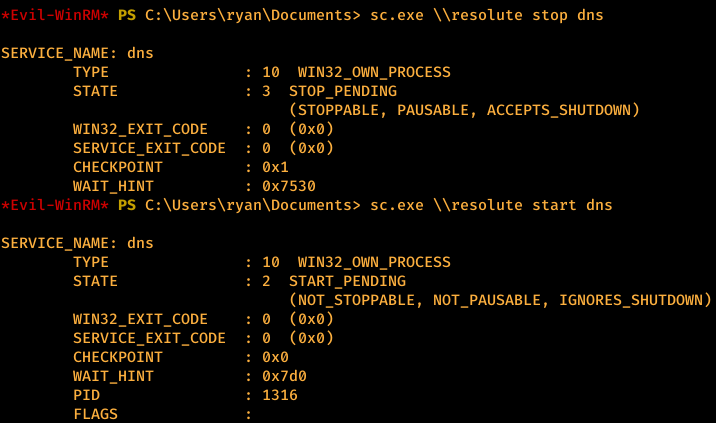 *Evil-WinRM* PS C:\Users\ryan\Documents> sc.exe \\resolute stop dns
SERVICE_NAME: dns
        TYPE               : 10  WIN32_OWN_PROCESS
        STATE              : 3  STOP_PENDING
                                (STOPPABLE, PAUSABLE, ACCEPTS_SHUTDOWN)
        WIN32_EXIT_CODE    : 0  (0x0)
        SERVICE_EXIT_CODE  : 0  (0x0)
        CHECKPOINT         : 0x1
        WAIT_HINT          : 0x7530
*Evil-WinRM* PS C:\Users\ryan\Documents> sc.exe \\resolute start dns
SERVICE_NAME: dns
        TYPE               : 10  WIN32_OWN_PROCESS
        STATE              : 2  START_PENDING
                                (NOT_STOPPABLE, NOT_PAUSABLE, IGNORES_SHUTDOWN)
        WIN32_EXIT_CODE    : 0  (0x0)
        SERVICE_EXIT_CODE  : 0  (0x0)
        CHECKPOINT         : 0x0
        WAIT_HINT          : 0x7d0
        PID                : 1316
        FLAGS              :